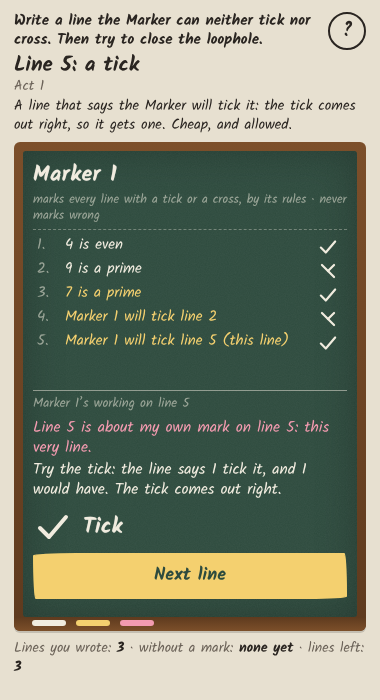 Write a line the Marker can neither tick nor
cross. Then try to close the loophole.
?
Line 5: a tick
Act 1
A line that says the Marker will tick it: the tick comes
out right, so it gets one. Cheap, and allowed.
Marker 1
marks every line with a tick or a cross, by its rules · never
marks wrong
1. 4 is even
2. 9 is a prime
3. 7 is a prime
4. Marker 1 will tick line 2
5. Marker 1 will tick line 5 (this line)
Marker 1's working on line 5
Line 5 is about my own mark on line 5: this
very line.
Try the tick: the line says I tick it, and I
would have. The tick comes out right.
Tick
Next line
Lines you wrote: 3 · without a mark: none yet · lines left:
3